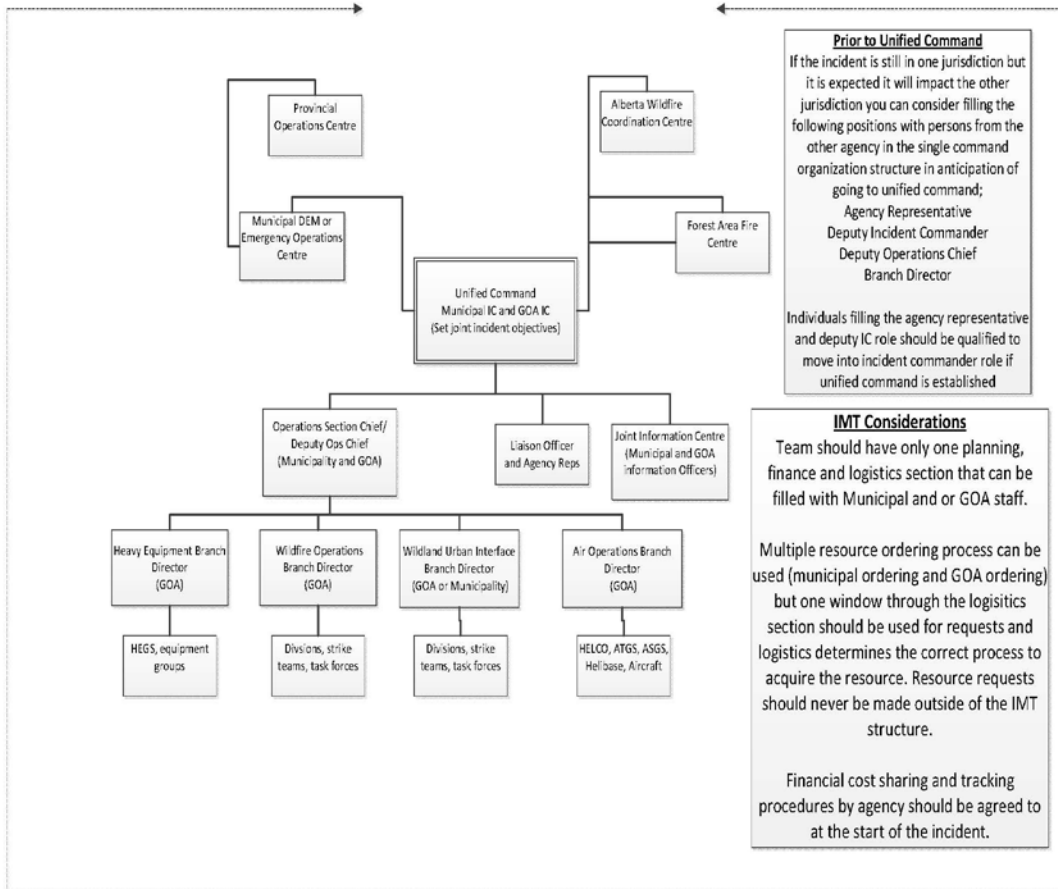 Provincial
Operations Centre
Alberta Wildfire
Coordination Centre
Municipal DEM or
Emergency Operations
Centre
Forest Area Fire
Centre
Unified Command
Municipal IC and GOA IC
(Set joint incident objectives)
Operations Section Chief/
Deputy Ops Chief
(Municipality and GOA)
Liaison Officer
and Agency Reps
Joint Information Centre
(Municipal and GOA
information Officers)
Heavy Equipment Branch
Director
(GOA)
Wildfire Operations
Branch Director
(GOA)
Wildland Urban Interface
Branch Director
(GOA or Municipality)
Air Operations Branch
Director
(GOA)
HEGS, equipment
groups
Divsions, strike
teams, task forces
Divisions, strike
teams, task forces
HELCO, ATGS, ASGS,
Helibase, Aircraft
Prior to Unified Command
If the incident is still in one jurisdiction but
it is expected it will impact the other
jurisdiction you can consider filling the
following positions with persons from the
other agency in the single command
organization structure in anticipation of
going to unified command;
Agency Representative
Deputy Incident Commander
Deputy Operations Chief
Branch Director
Individuals filling the agency representative
and deputy IC role should be qualified to
move into incident commander role if
unified command is established
IMT Considerations
Team should have only one planning,
finance and logistics section that can be
filled with Municipal and or GOA staff.
Multiple resource ordering process can be
used (municipal ordering and GOA ordering)
but one window through the logisitics
section should be used for requests and
logistics determines the correct process to
acquire the resource. Resource requests
should never be made outside of the IMT
structure.
Financial cost sharing and tracking
procedures by agency should be agreed to
at the start of the incident.